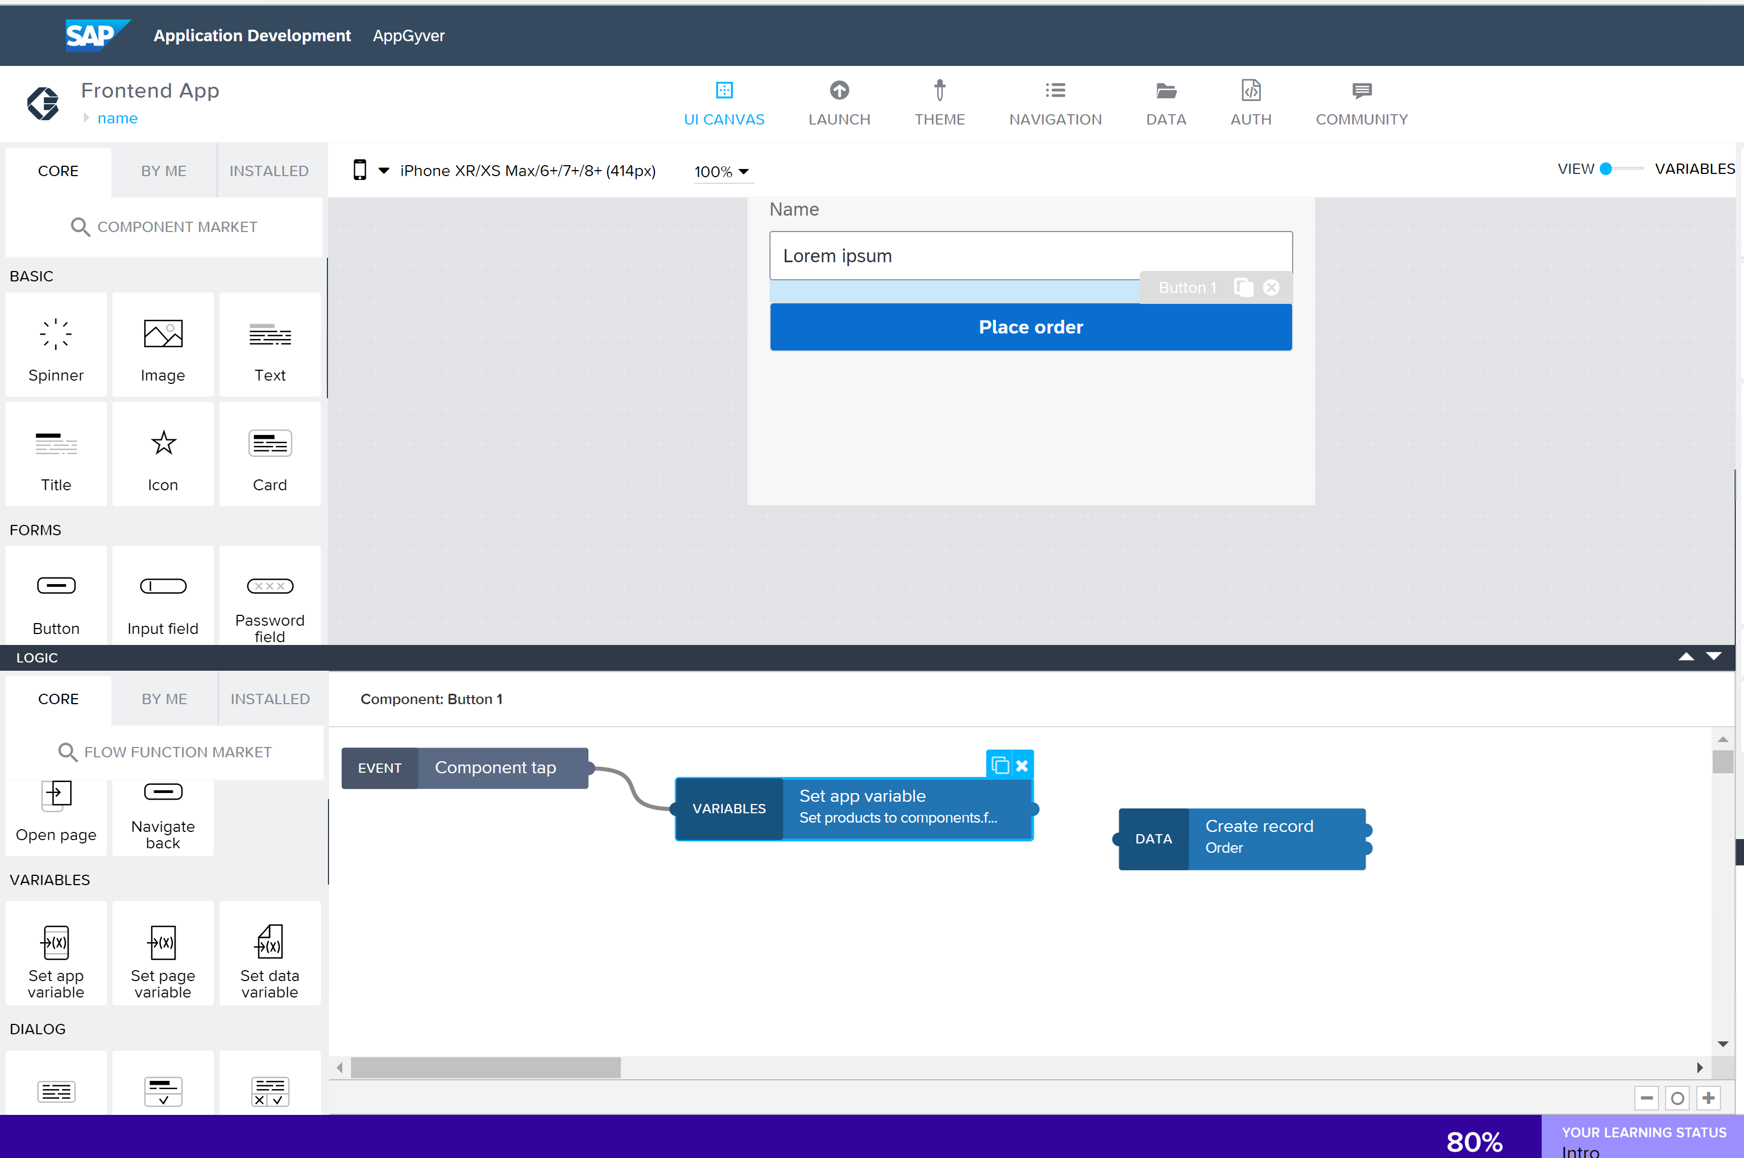 SAP Application Development AppGyver
Frontend App
name
UI CANVAS LAUNCH THEME NAVIGATION DATA AUTH COMMUNITY
CORE BY ME INSTALLED
iPhone XR/XS Max/6+/7+/8+ (414px) 100%
VIEW VARIABLES
COMPONENT MARKET
BASIC
Spinner Image Text
Title Icon Card
FORMS
Button Input field Password
field
Name
Lorem ipsum
Button 1
Place order
LOGIC
CORE BY ME INSTALLED
Component: Button 1
FLOW FUNCTION MARKET
Open page Navigate
back
VARIABLES
Set app
variable
Set page
variable
Set data
variable
DIALOG
EVENT Component tap
VARIABLES Set app variable
Set products to components.f...
DATA Create record
Order
80%
YOUR LEARNING STATUS
Intro